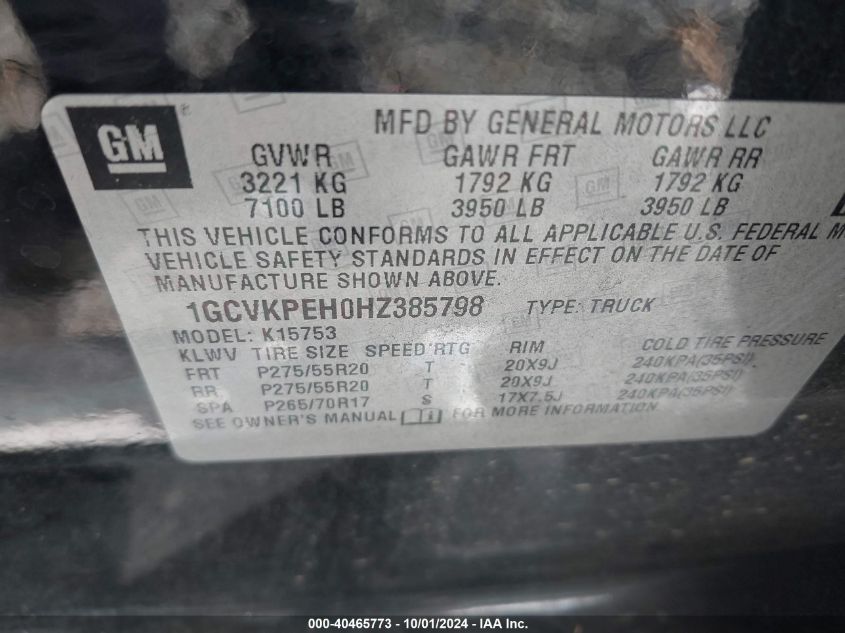 GM
MFD BY GENERAL MOTORS LLC
GVWR GAWR FRT GAWR RR
3221 KG 1792 KG 1792 KG
7100 LB 3950 LB 3950 LB
THIS VEHICLE CONFORMS TO ALL APPLICABLE U.S. FEDERAL M
VEHICLE SAFETY STANDARDS IN EFFECT ON THE DATE OF
MANUFACTURE SHOWN ABOVE.
1GCVKPEH0HZ385798 TYPE: TRUCK
MODEL: K15753
KLWV TIRE SIZE SPEED RTG RIM COLD TIRE PRESSURE
FRT P275/55R20 T 20X9J 240KPA(35PSI)
RR P275/55R20 T 20X9J 240KPA(35PSI)
SPA P265/70R17 S 17X7.5J 240KPA(35PSI)
SEE OWNER'S MANUAL FOR MORE INFORMATION
000-40465773 - 10/01/2024 - IAA Inc.